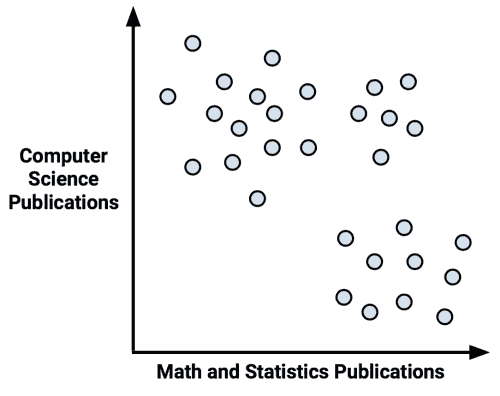 Computer
Science
Publications
Math and Statistics Publications